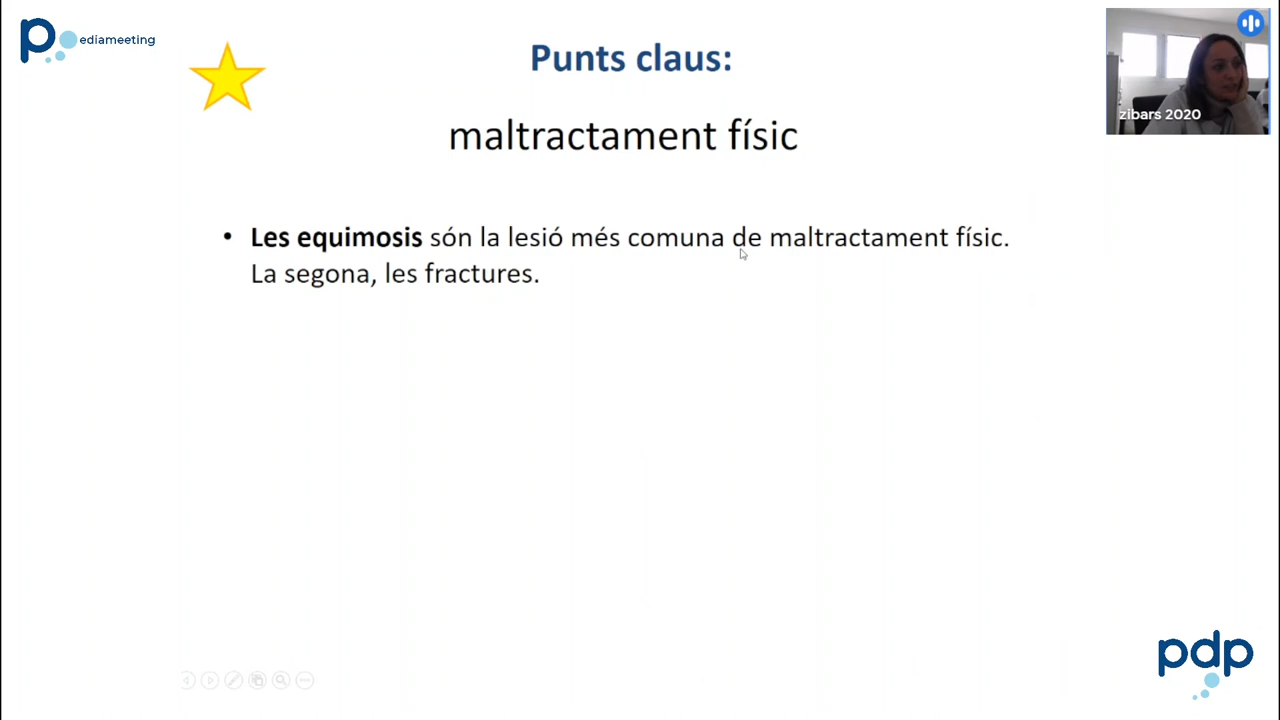 pediameeting
Punts claus:
zibars 2020
maltractament físic
• Les equimosis són la lesió més comuna de maltractament físic.
La segona, les fractures.
pdp